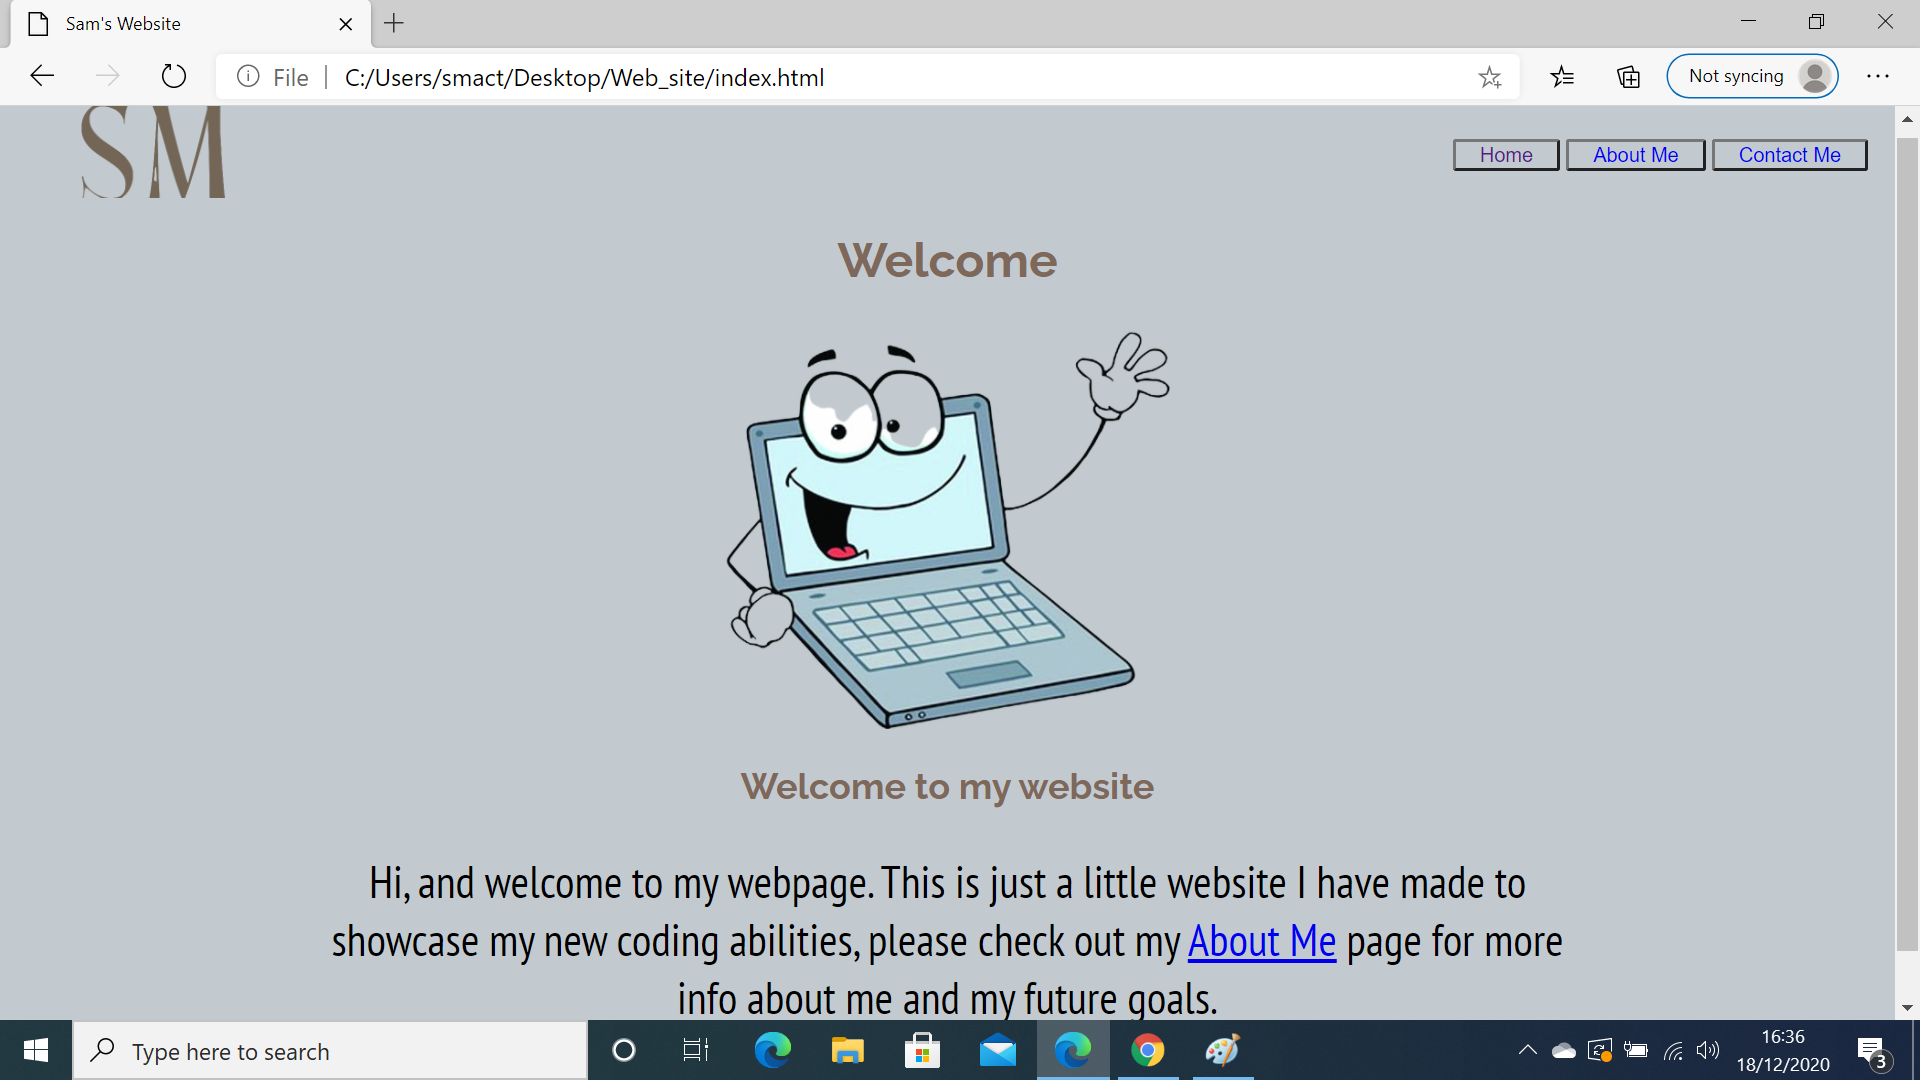 Sam's Website
File
C:/Users/smact/Desktop/Web_site/index.html
Not syncing
SM
Home About Me Contact Me
Welcome
Welcome to my website
Hi, and welcome to my webpage. This is just a little website I have made to
showcase my new coding abilities, please check out my About Me page for more
info about me and my future goals.
Type here to search
16:36
18/12/2020
3